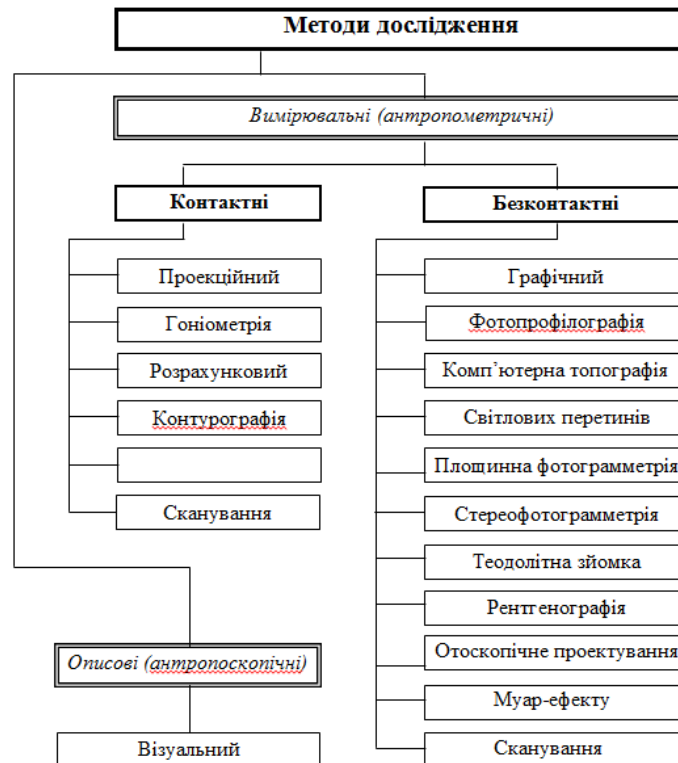 Методи дослідження
Вимірювальні (антропометричні)
Контактні
Проекційний
Гоніометрія
Розрахунковий
Контурографія
Сканування
Безконтактні
Графічний
Фотопрофілографія
Комп’ютерна топографія
Світлових перетинів
Площинна фотограмметрія
Стереофотограмметрія
Теодолітна зйомка
Рентгенографія
Отоскопічне проектування
Муар-ефекту
Сканування
Описові (антропоскопічні)
Візуальний